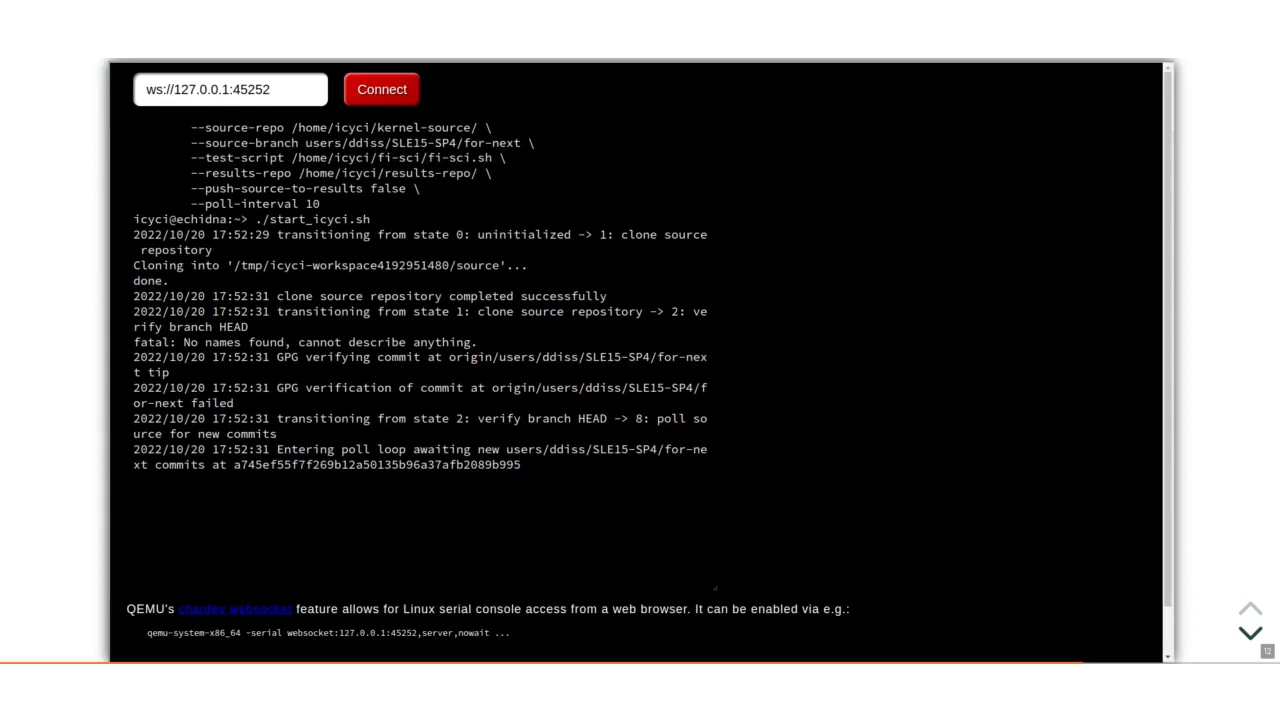 ws://127.0.0.1:45252
Connect
--source-repo /home/icyci/kernel-source/ \
--source-branch users/ddiss/SLE15-SP4/for-next \
--test-script /home/icyci/fi-sci/fi-sci.sh \
--results-repo /home/icyci/results-repo/ \
--push-source-to-results false \
--poll-interval 10
icyci@echidna:~> ./start_icyci.sh
2022/10/20 17:52:29 transitioning from state 0: uninitialized -> 1: clone source
repository
Cloning into '/tmp/icyci-workspace4192951480/source'...
done.
2022/10/20 17:52:31 clone source repository completed successfully
2022/10/20 17:52:31 transitioning from state 1: clone source repository -> 2: ve
rify branch HEAD
fatal: No names found, cannot describe anything.
2022/10/20 17:52:31 GPG verifying commit at origin/users/ddiss/SLE15-SP4/for-nex
t tip
2022/10/20 17:52:31 GPG verification of commit at origin/users/ddiss/SLE15-SP4/f
or-next failed
2022/10/20 17:52:31 transitioning from state 2: verify branch HEAD -> 8: poll so
urce for new commits
2022/10/20 17:52:31 Entering poll loop awaiting new users/ddiss/SLE15-SP4/for-ne
xt commits at a745ef55f7f269b12a50135b96a37afb2089b995
QEMU's chardev websocket feature allows for Linux serial console access from a web browser. It can be enabled via e.g.:
qemu-system-x86_64 -serial websocket:127.0.0.1:45252,server,nowait ...
12